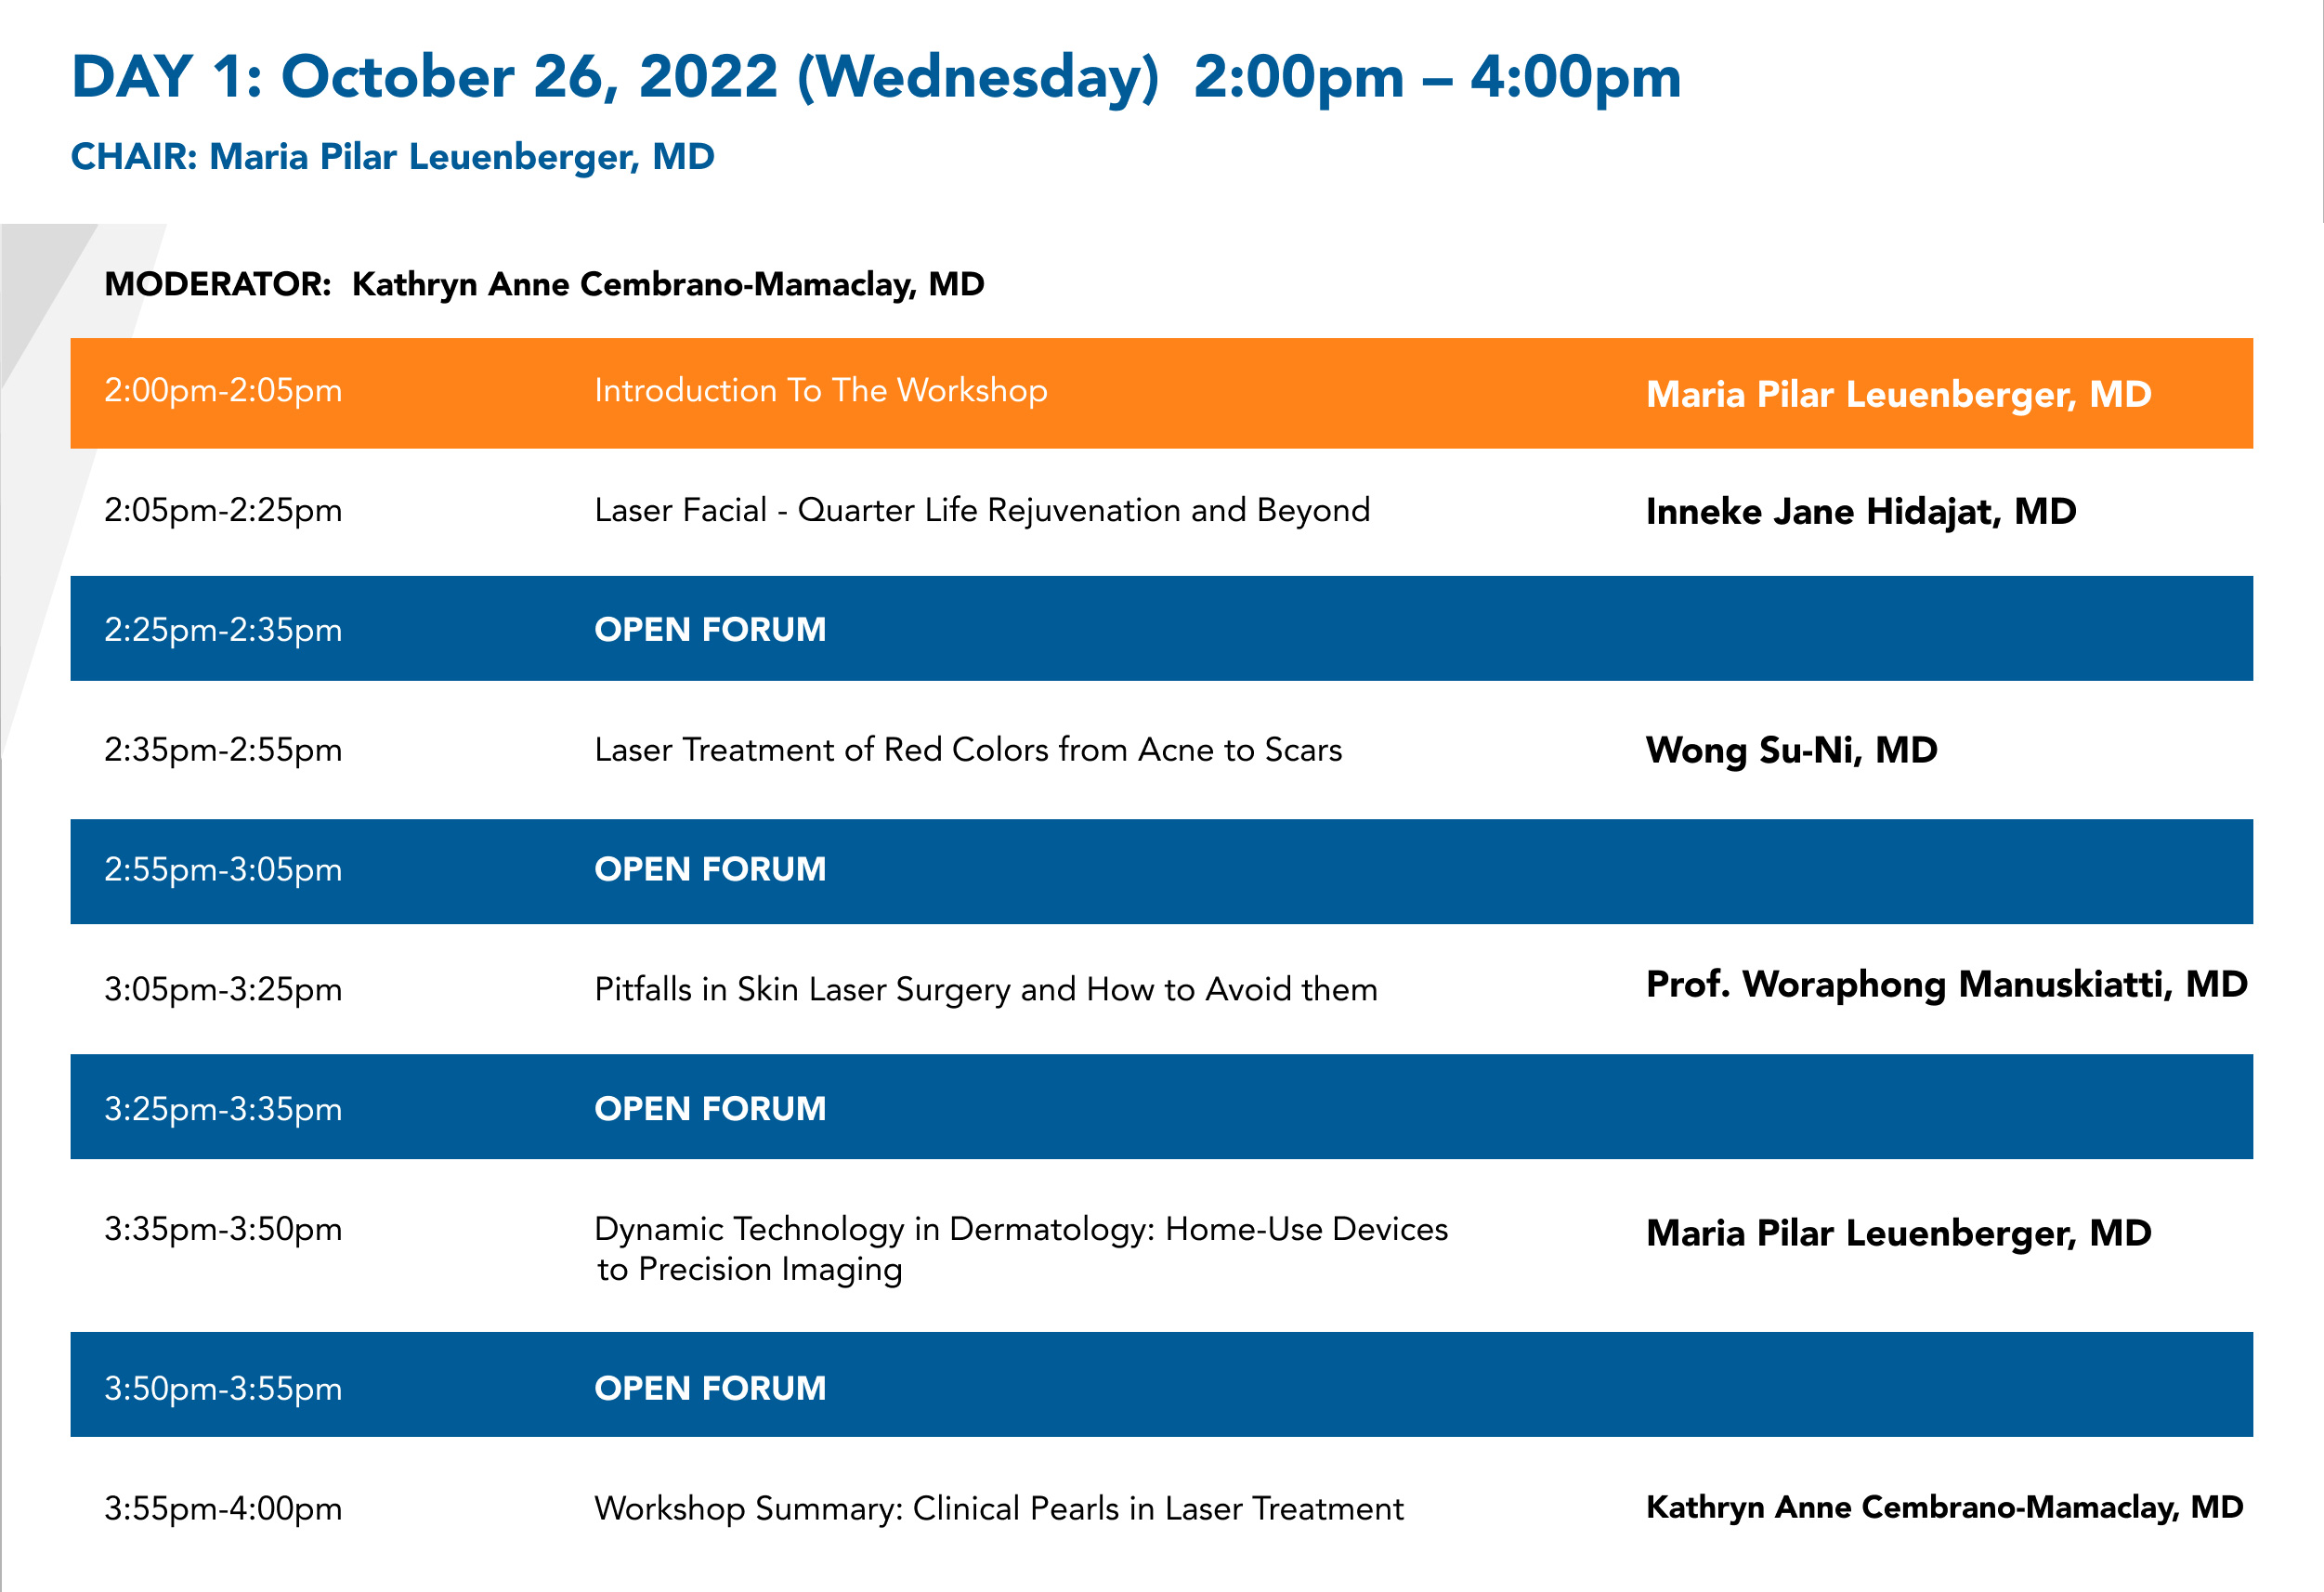 DAY 1: October 26, 2022 (Wednesday) 2:00pm – 4:00pm
CHAIR: Maria Pilar Leuenberger, MD
MODERATOR: Kathryn Anne Cembrano-Mamaclay, MD
2:00pm-2:05pm Introduction To The Workshop Maria Pilar Leuenberger, MD
2:05pm-2:25pm Laser Facial - Quarter Life Rejuvenation and Beyond Inneke Jane Hidajat, MD
2:25pm-2:35pm OPEN FORUM
2:35pm-2:55pm Laser Treatment of Red Colors from Acne to Scars Wong Su-Ni, MD
2:55pm-3:05pm OPEN FORUM
3:05pm-3:25pm Pitfalls in Skin Laser Surgery and How to Avoid them Prof. Woraphong Manuskiatti, MD
3:25pm-3:35pm OPEN FORUM
3:35pm-3:50pm Dynamic Technology in Dermatology: Home-Use Devices Maria Pilar Leuenberger, MD
to Precision Imaging
3:50pm-3:55pm OPEN FORUM
3:55pm-4:00pm Workshop Summary: Clinical Pearls in Laser Treatment Kathryn Anne Cembrano-Mamaclay, MD